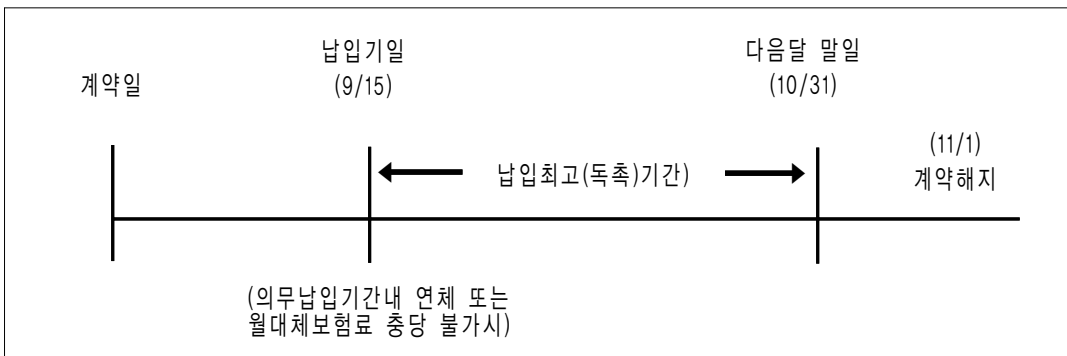 계약일
납입기일
(9/15)
다음달 말일
(10/31)
(11/1)
계약해지
납입최고(독촉)기간)
(의무납입기간내 연체 또는
월대체보험료 충당 불가시)